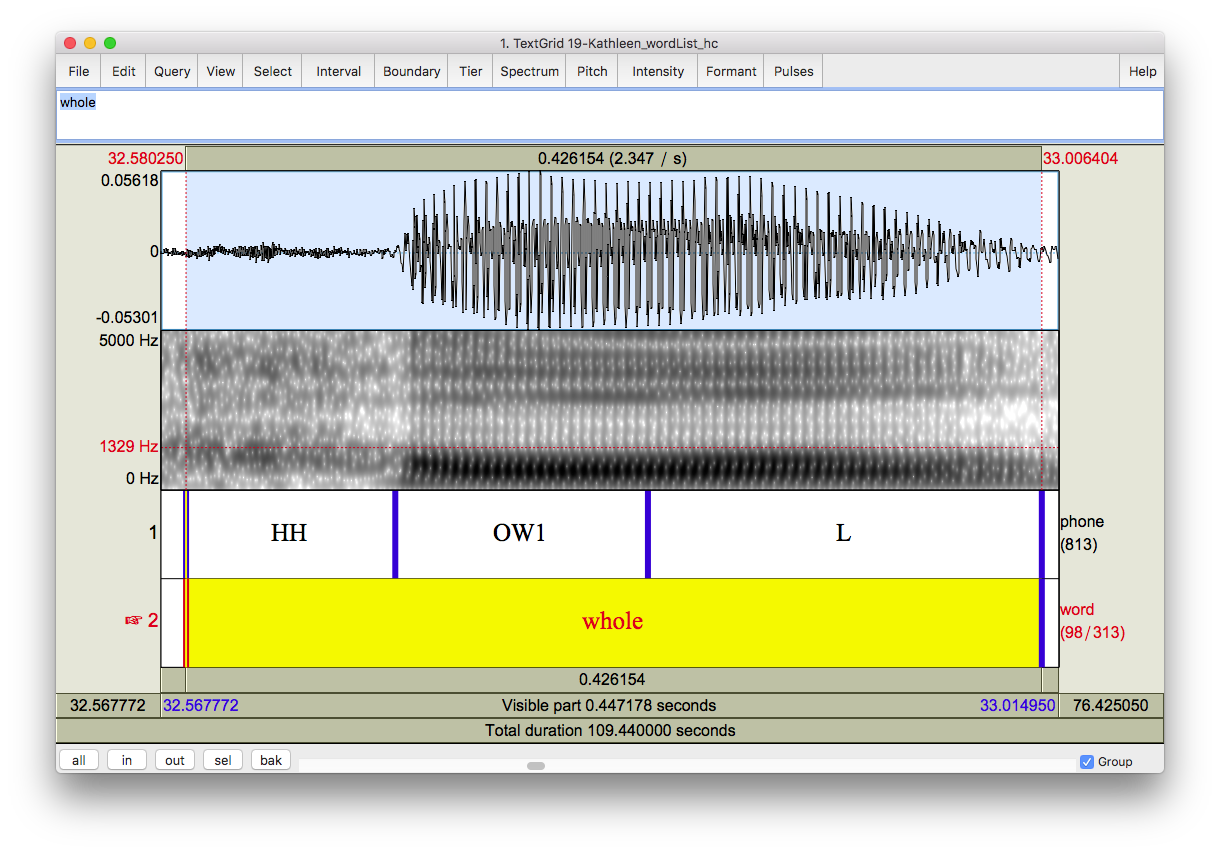 1. TextGrid 19-Kathleen_wordList_hc
File Edit Query View Select Interval Boundary Tier Spectrum Pitch Intensity Formant Pulses Help
whole
32.580250 0.426154 (2.347 / s) 33.006404
0.05618
0
-0.05301
5000 Hz
1329 Hz
0 Hz
1 HH OW1 L phone
(813)
☞ 2 whole word
(98/313)
0.426154
32.567772 32.567772 Visible part 0.447178 seconds 33.014950 76.425050
Total duration 109.440000 seconds
all in out sel bak Group